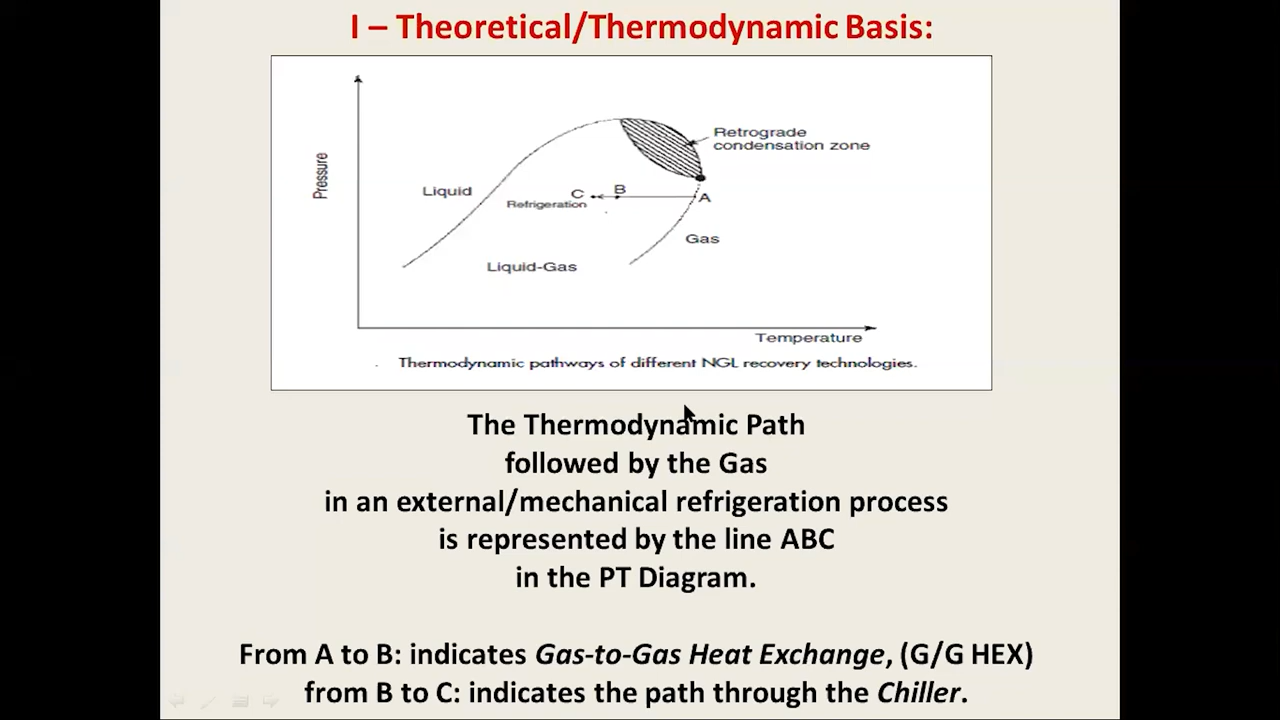 I – Theoretical/Thermodynamic Basis:
Retrograde
condensation zone
Pressure
Liquid
C
B
A
Refrigeration
Gas
Liquid-Gas
Temperature
. Thermodynamic pathways of different NGL recovery technologies.
The Thermodynamic Path
followed by the Gas
in an external/mechanical refrigeration process
is represented by the line ABC
in the PT Diagram.
From A to B: indicates Gas-to-Gas Heat Exchange, (G/G HEX)
from B to C: indicates the path through the Chiller.